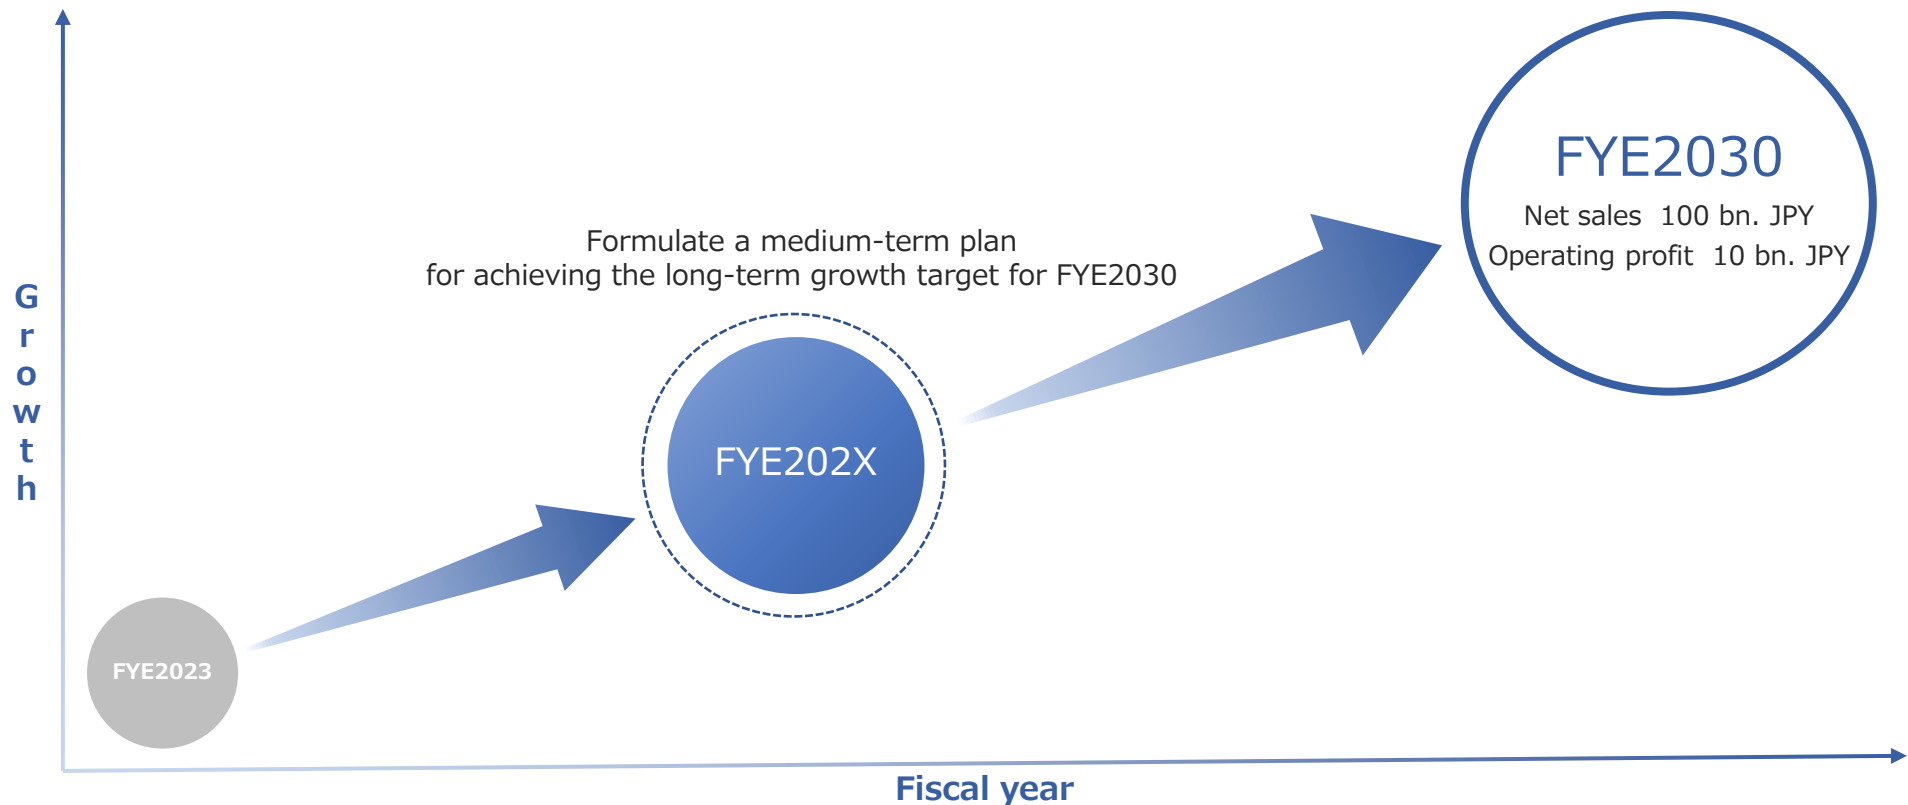 FYE2030
Net sales 100 bn. JPY
Operating profit 10 bn. JPY
Formulate a medium-term plan
for achieving the long-term growth target for FYE2030
Growth
FYE202X
FYE2023
Fiscal year